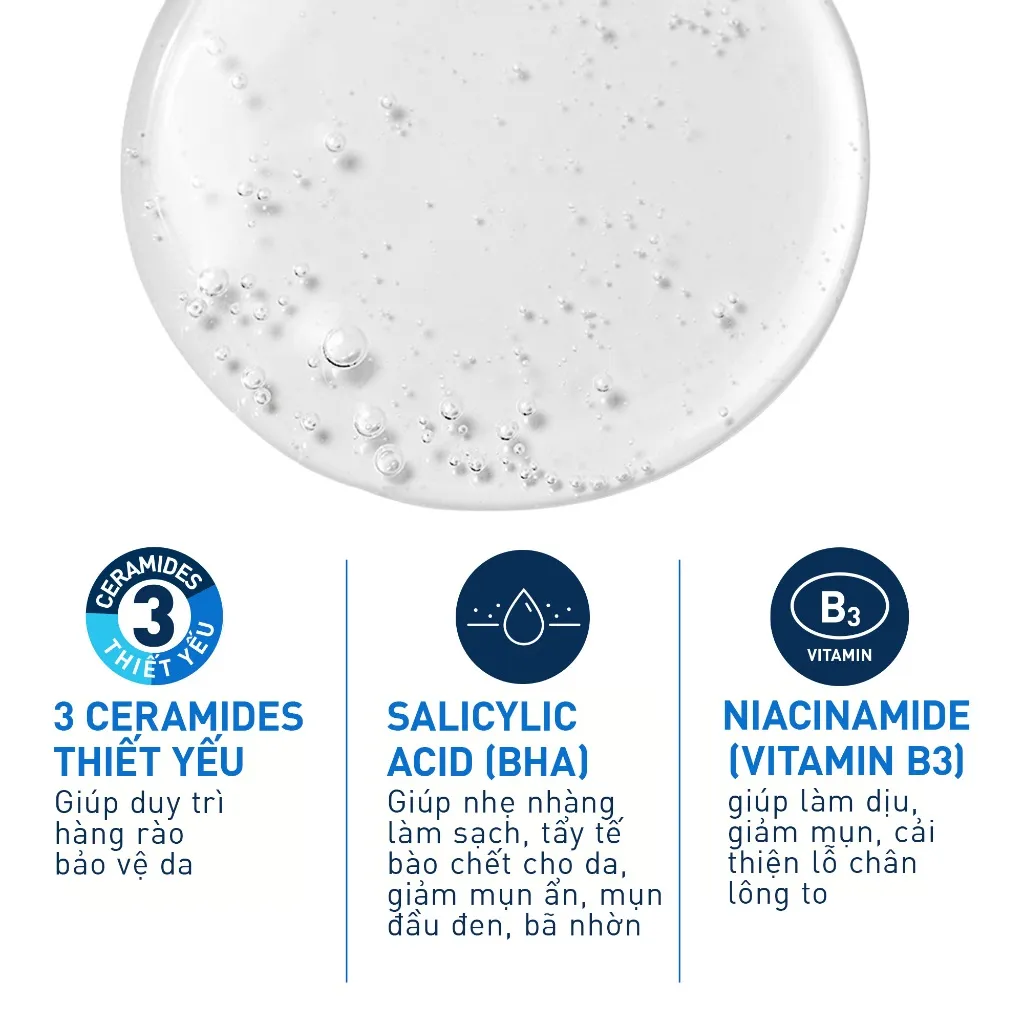 CERAMIDES
3
THIẾT YẾU
3 CERAMIDES
THIẾT YẾU
Giúp duy trì
hàng rào
bảo vệ da
SALICYLIC
ACID (BHA)
Giúp nhẹ nhàng
làm sạch, tẩy tế
bào chết cho da,
giảm mụn ẩn, mụn
đầu đen, bã nhờn
B3
VITAMIN
NIACINAMIDE
(VITAMIN B3)
giúp làm dịu,
giảm mụn, cải
thiện lỗ chân
lông to